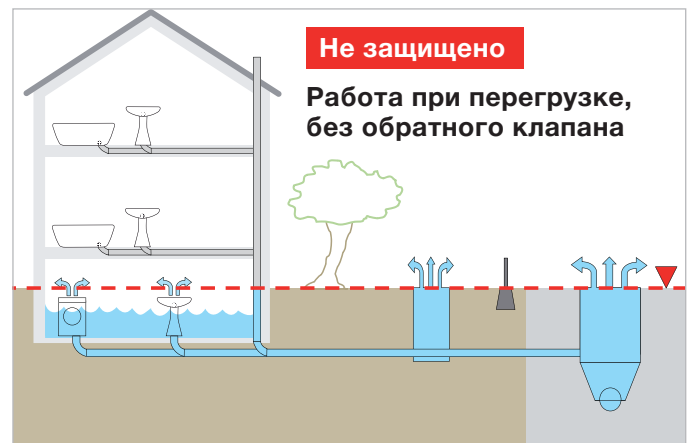 Не защищено
Работа при перегрузке,
без обратного клапана